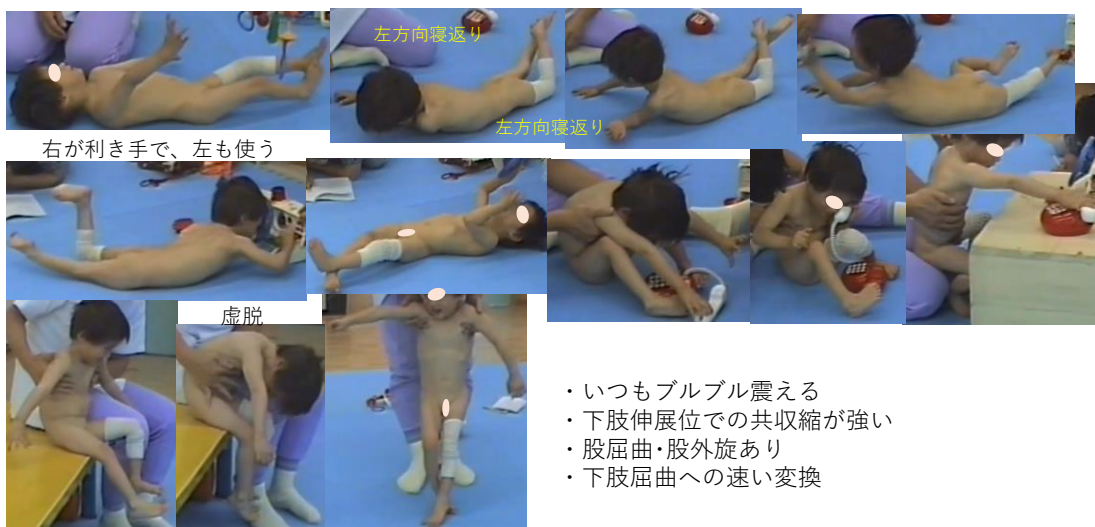 左方向寝返り
左方向寝返り
右が利き手で、左も使う
虚脱
・いつもブルブル震える
・下肢伸展位での共収縮が強い
・股屈曲･股外旋あり
・下肢屈曲への速い変換